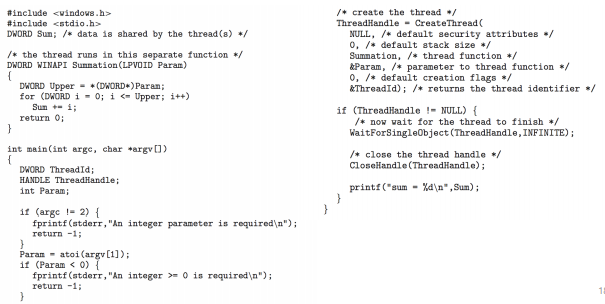 #include <windows.h>
#include <stdio.h>
DWORD Sum; /* data is shared by the thread(s) */

/* the thread runs in this separate function */
DWORD WINAPI Summation(LPVOID Param)
{
  DWORD Upper = *(DWORD*)Param;
  for (DWORD i = 0; i <= Upper; i++)
    Sum += i;
  return 0;
}

int main(int argc, char *argv[])
{
  DWORD ThreadId;
  HANDLE ThreadHandle;
  int Param;

  if (argc != 2) {
    fprintf(stderr,"An integer parameter is required\n");
    return -1;
  }
  Param = atoi(argv[1]);
  if (Param < 0) {
    fprintf(stderr,"An integer >= 0 is required\n");
    return -1;
  }

  /* create the thread */
  ThreadHandle = CreateThread(
    NULL, /* default security attributes */
    0, /* default stack size */
    Summation, /* thread function */
    &Param, /* parameter to thread function */
    0, /* default creation flags */
    &ThreadId); /* returns the thread identifier */

  if (ThreadHandle != NULL) {
    /* now wait for the thread to finish */
    WaitForSingleObject(ThreadHandle,INFINITE);

    /* close the thread handle */
    CloseHandle(ThreadHandle);

    printf("sum = %d\n",Sum);
  }
}